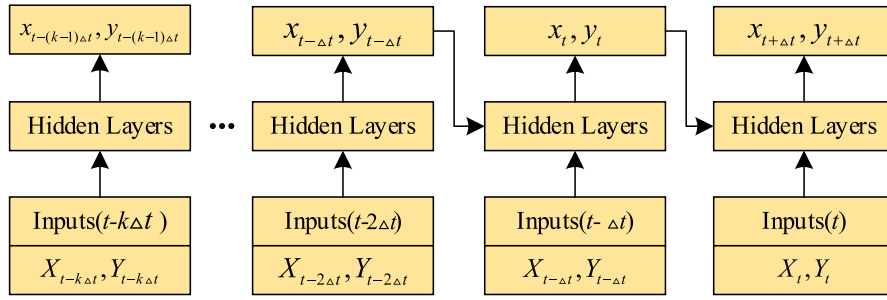 x_{t-(k-1)△t}, y_{t-(k-1)△t}
x_{t-△t}, y_{t-△t}
x_t, y_t
x_{t+△t}, y_{t+△t}
Hidden Layers
...
Hidden Layers
Hidden Layers
Hidden Layers
Inputs(t-k△t )
Inputs(t-2△t)
Inputs(t- △t)
Inputs(t)
X_{t-k△t}, Y_{t-k△t}
X_{t-2△t}, Y_{t-2△t}
X_{t-△t}, Y_{t-△t}
X_t, Y_t